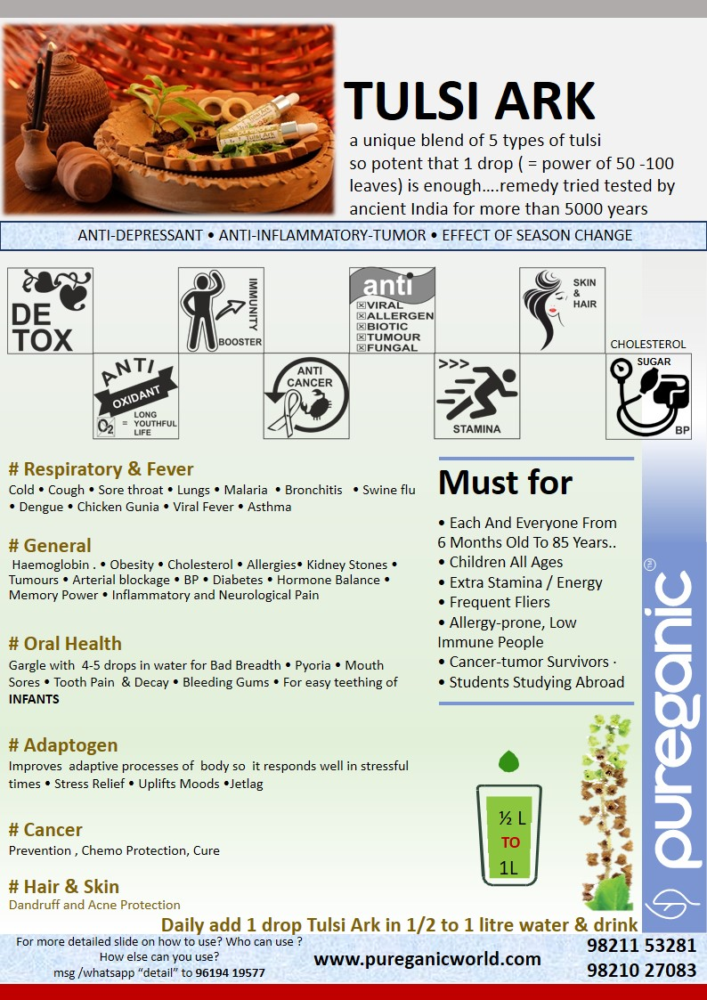 TULSI ARK
a unique blend of 5 types of tulsi
so potent that 1 drop ( = power of 50 -100
leaves) is enough....remedy tried tested by
ancient India for more than 5000 years
ANTI-DEPRESSANT • ANTI-INFLAMMATORY-TUMOR • EFFECT OF SEASON CHANGE
DE
TOX
IMMUNITY
BOOSTER
anti
☒VIRAL
☒ALLERGEN
☒BIOTIC
☒TUMOUR
☒FUNGAL
SKIN
&
HAIR
ANTI
OXIDANT
O2 = LONG
YOUTHFUL
LIFE
ANTI
CANCER
>>>
STAMINA
CHOLESTEROL
SUGAR
BP
# Respiratory & Fever
Cold • Cough • Sore throat • Lungs • Malaria • Bronchitis • Swine flu
• Dengue • Chicken Gunia • Viral Fever • Asthma
# General
Haemoglobin . • Obesity • Cholesterol • Allergies• Kidney Stones •
Tumours • Arterial blockage • BP • Diabetes • Hormone Balance •
Memory Power • Inflammatory and Neurological Pain
# Oral Health
Gargle with 4-5 drops in water for Bad Breadth • Pyoria • Mouth
Sores • Tooth Pain & Decay • Bleeding Gums • For easy teething of
INFANTS
# Adaptogen
Improves adaptive processes of body so it responds well in stressful
times • Stress Relief • Uplifts Moods •Jetlag
# Cancer
Prevention , Chemo Protection, Cure
# Hair & Skin
Dandruff and Acne Protection
Must for
• Each And Everyone From
6 Months Old To 85 Years..
• Children All Ages
• Extra Stamina / Energy
• Frequent Fliers
• Allergy-prone, Low
Immune People
• Cancer-tumor Survivors ·
• Students Studying Abroad
½ L
TO
1L
pureganic
TM
Daily add 1 drop Tulsi Ark in 1/2 to 1 litre water & drink
For more detailed slide on how to use? Who can use ?
How else can you use?
msg /whatsapp “detail” to 96194 19577
www.pureganicworld.com
98211 53281
98210 27083